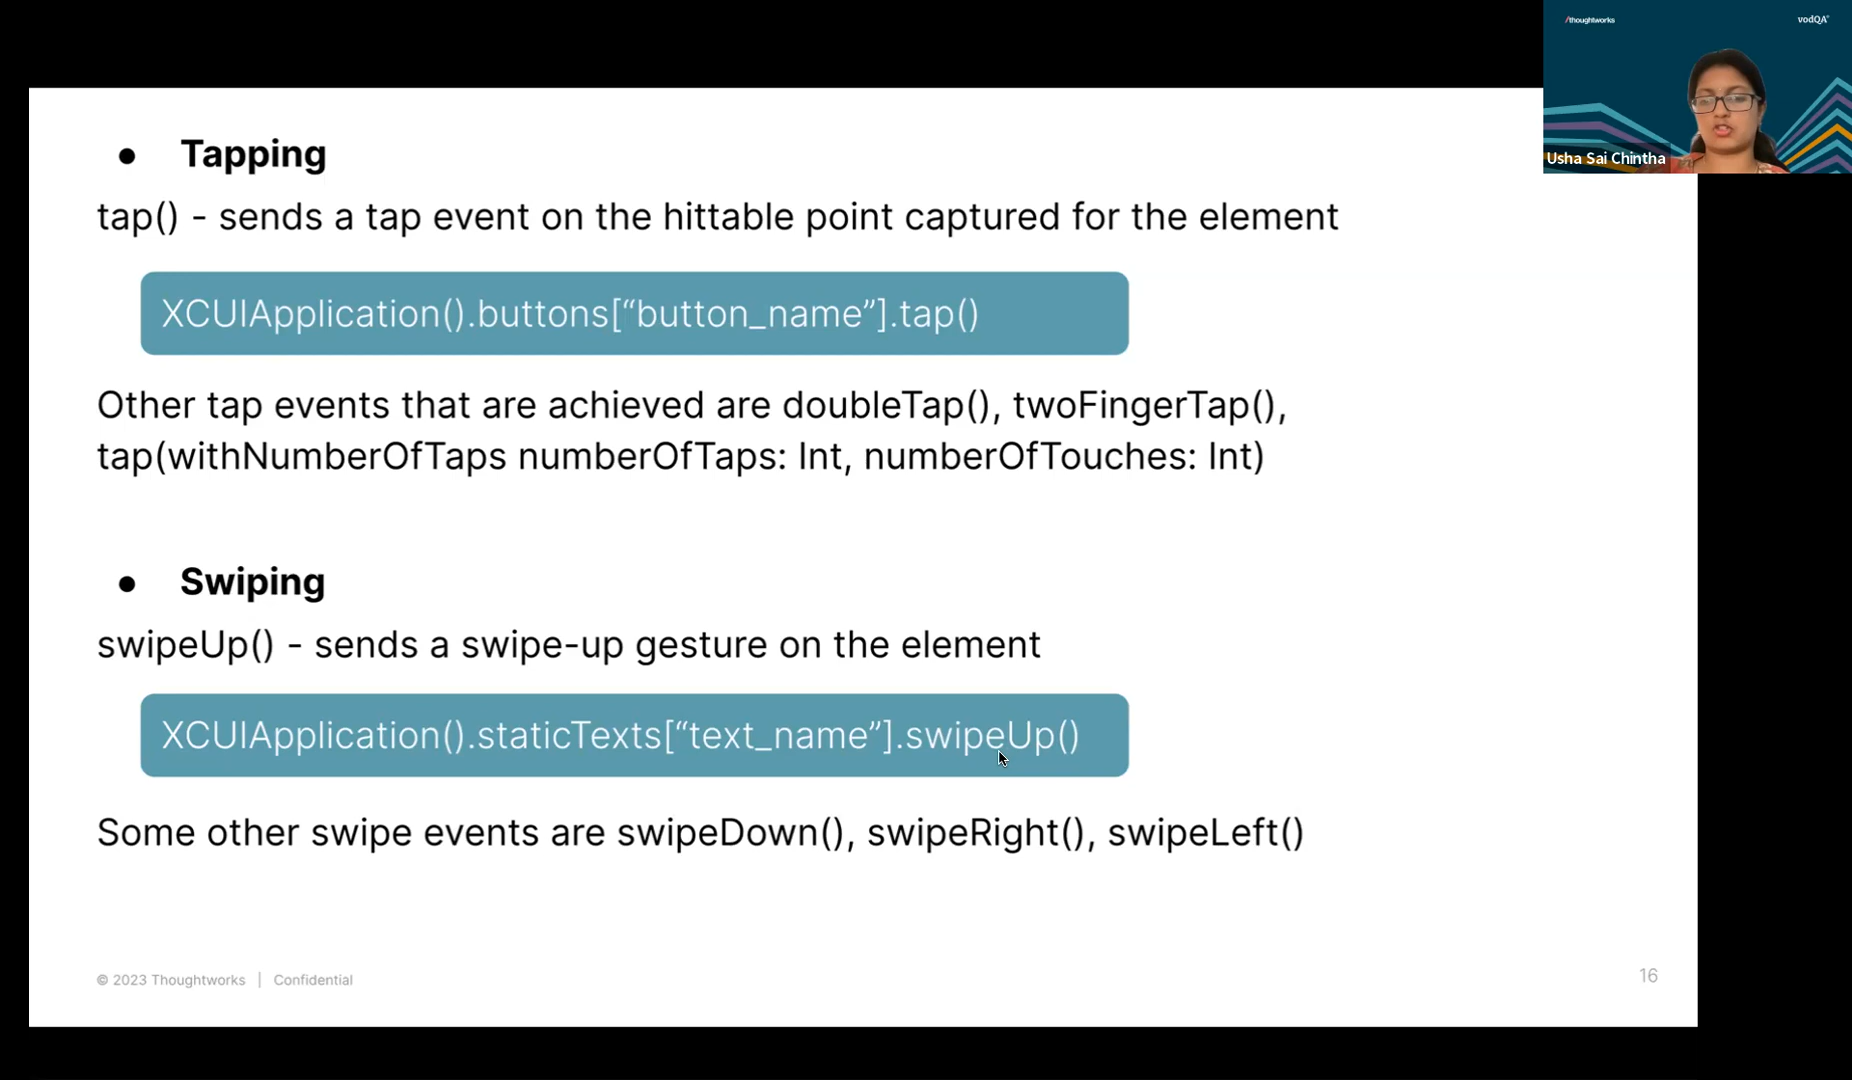 /thoughtworks
vodQA
Usha Sai Chintha
● Tapping
tap() - sends a tap event on the hittable point captured for the element
XCUIApplication().buttons[“button_name”].tap()
Other tap events that are achieved are doubleTap(), twoFingerTap(),
tap(withNumberOfTaps numberOfTaps: Int, numberOfTouches: Int)
● Swiping
swipeUp() - sends a swipe-up gesture on the element
XCUIApplication().staticTexts[“text_name”].swipeUp()
Some other swipe events are swipeDown(), swipeRight(), swipeLeft()
© 2023 Thoughtworks | Confidential
16